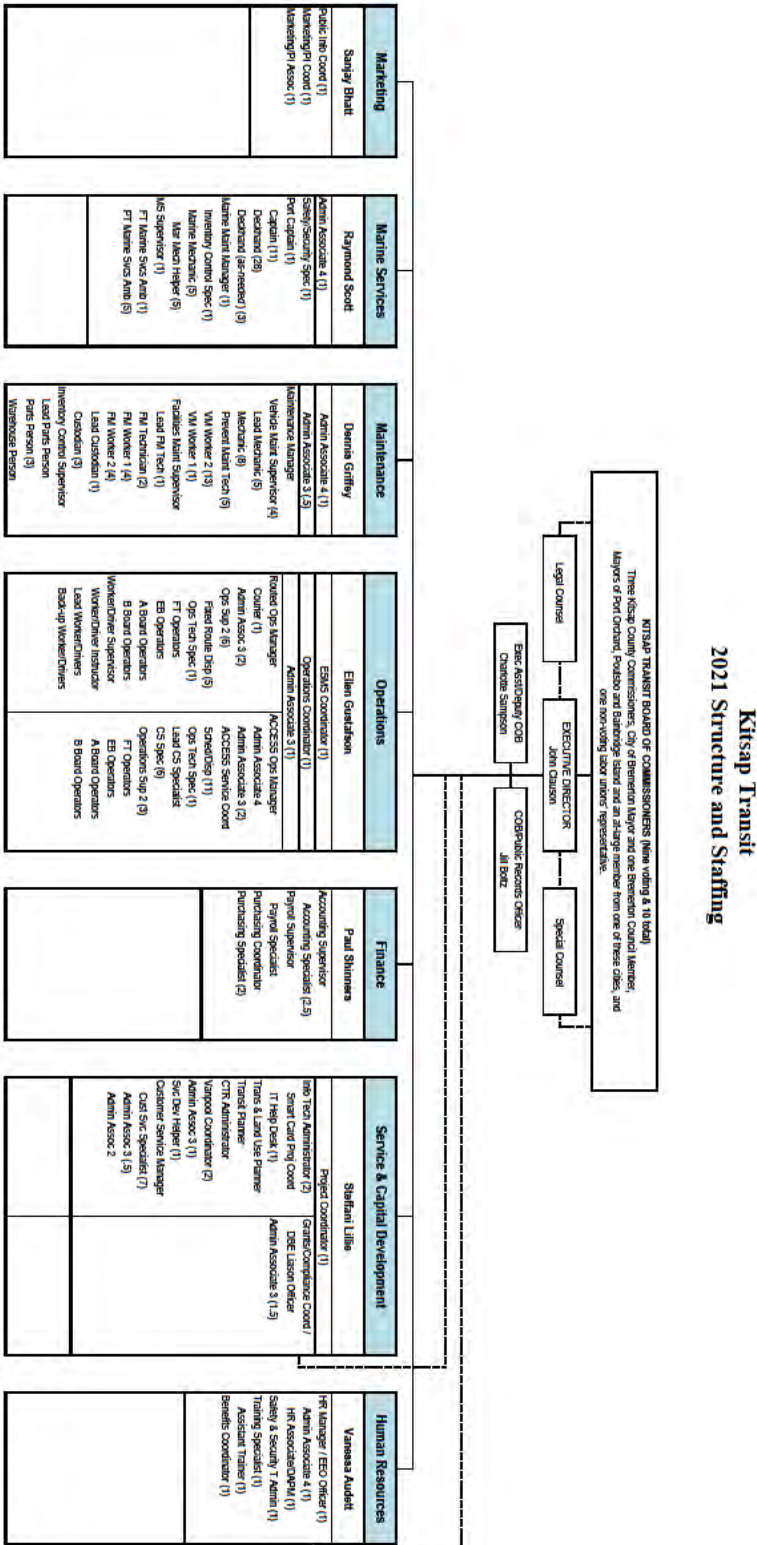 Kitsap Transit
2021 Structure and Staffing
KITSAP TRANSIT BOARD OF COMMISSIONERS (Nine voting & 10 total)
Three Kitsap County Commissioners, City of Bremerton Mayor and one Bremerton Council Member,
Mayors of Port Orchard, Poulsbo and Bainbridge Island and an at-large member from one of these cities, and
one non-voting labor unions' representative.
Legal Counsel
EXECUTIVE DIRECTOR
John Clauson
Special Counsel
Exec Asst/Deputy COB
Charlotte Sampson
COB/Public Records Officer
Jill Boltz
Marketing
Sanjay Bhatt
Public Info Coord (1)
Marketing/PI Coord (1)
Marketing/PI Assoc (1)
Marine Services
Raymond Scott
Admin Associate 4 (1)
Safety/Security Spec (1)
Port Captain (1)
Captain (11)
Deckhand (28)
Deckhand (as-needed) (3)
Marine Maint Manager (1)
Inventory Control Spec (1)
Marine Mechanic (5)
Mar Mech Helper (5)
MS Supervisor (1)
FT Marine Svcs Amb (1)
PT Marine Svcs Amb (5)
Maintenance
Dennis Griffey
Admin Associate 4 (1)
Admin Associate 3 (.5)
Maintenance Manager
Vehicle Maint Supervisor (4)
Lead Mechanic (5)
Mechanic (8)
Prevent Maint Tech (5)
VM Worker 2 (13)
VM Worker 1 (1)
Facilities Maint Supervisor
Lead FM Tech (1)
FM Technician (2)
FM Worker 1 (4)
FM Worker 2 (4)
Lead Custodian (1)
Custodian (3)
Inventory Control Supervisor
Lead Parts Person
Parts Person (3)
Warehouse Person
Operations
Ellen Gustafson
ESMS Coordinator (1)
Operations Coordinator (1)
Admin Associate 3 (1)
Routed Ops Manager
Courier (1)
Admin Assoc 3 (2)
Ops Sup 2 (6)
Fixed Route Disp (5)
Ops Tech Spec (1)
FT Operators
EB Operators
A Board Operators
B Board Operators
Worker/Driver Supervisor
Worker/Driver Instructor
Lead Worker/Drivers
Back-up Worker/Drivers
ACCESS Ops Manager
Admin Associate 4
Admin Associate 3 (2)
ACCESS Service Coord
Sched/Disp (11)
Ops Tech Spec (1)
Lead CS Specialist
CS Spec (6)
Operations Sup 2 (3)
FT Operators
EB Operators
A Board Operators
B Board Operators
Finance
Paul Shinners
Accounting Supervisor
Accounting Specialist (2.5)
Payroll Supervisor
Payroll Specialist
Purchasing Coordinator
Purchasing Specialist (2)
Service & Capital Development
Steffani Lillie
Project Coordinator (1)
Info Tech Administrator (2)
Smart Card Proj Coord
IT Help Desk (1)
Trans & Land Use Planner
Transit Planner
CTR Administrator
Vanpool Coordinator (2)
Admin Assoc 3 (1)
Svc Dev Helper (1)
Customer Service Manager
Cust Svc Specialist (7)
Admin Assoc 3 (.5)
Admin Assoc 2
Grants/Compliance Coord /
DBE Liason Officer
Admin Associate 3 (1.5)
Human Resources
Vanessa Audett
HR Manager / EEO Officer (1)
Admin Associate 4 (1)
HR Associate/DAPM (1)
Safety & Security T Admin (1)
Training Specialist (1)
Assistant Trainer (1)
Benefits Coordinator (1)